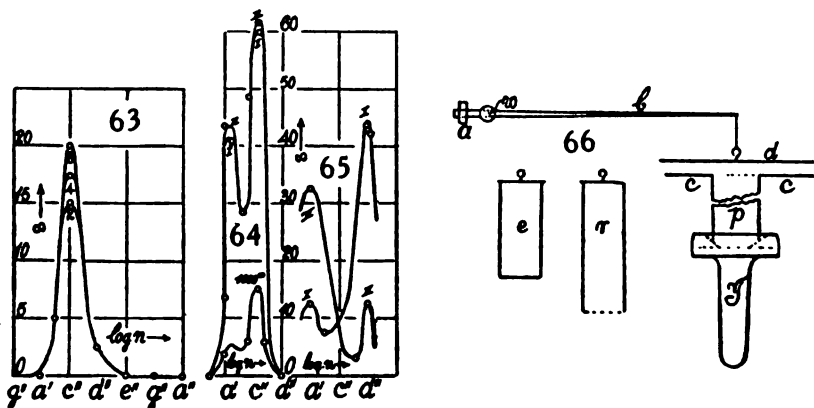 63
20
15
10
5
0
log n →
g' a' c" d" e" g" a"
60
50
40
30
20
10
0
64
log n →
a' c" d"
65
log n →
a' c" d"
66
a
w
b
d
c
c
p
y
e
r